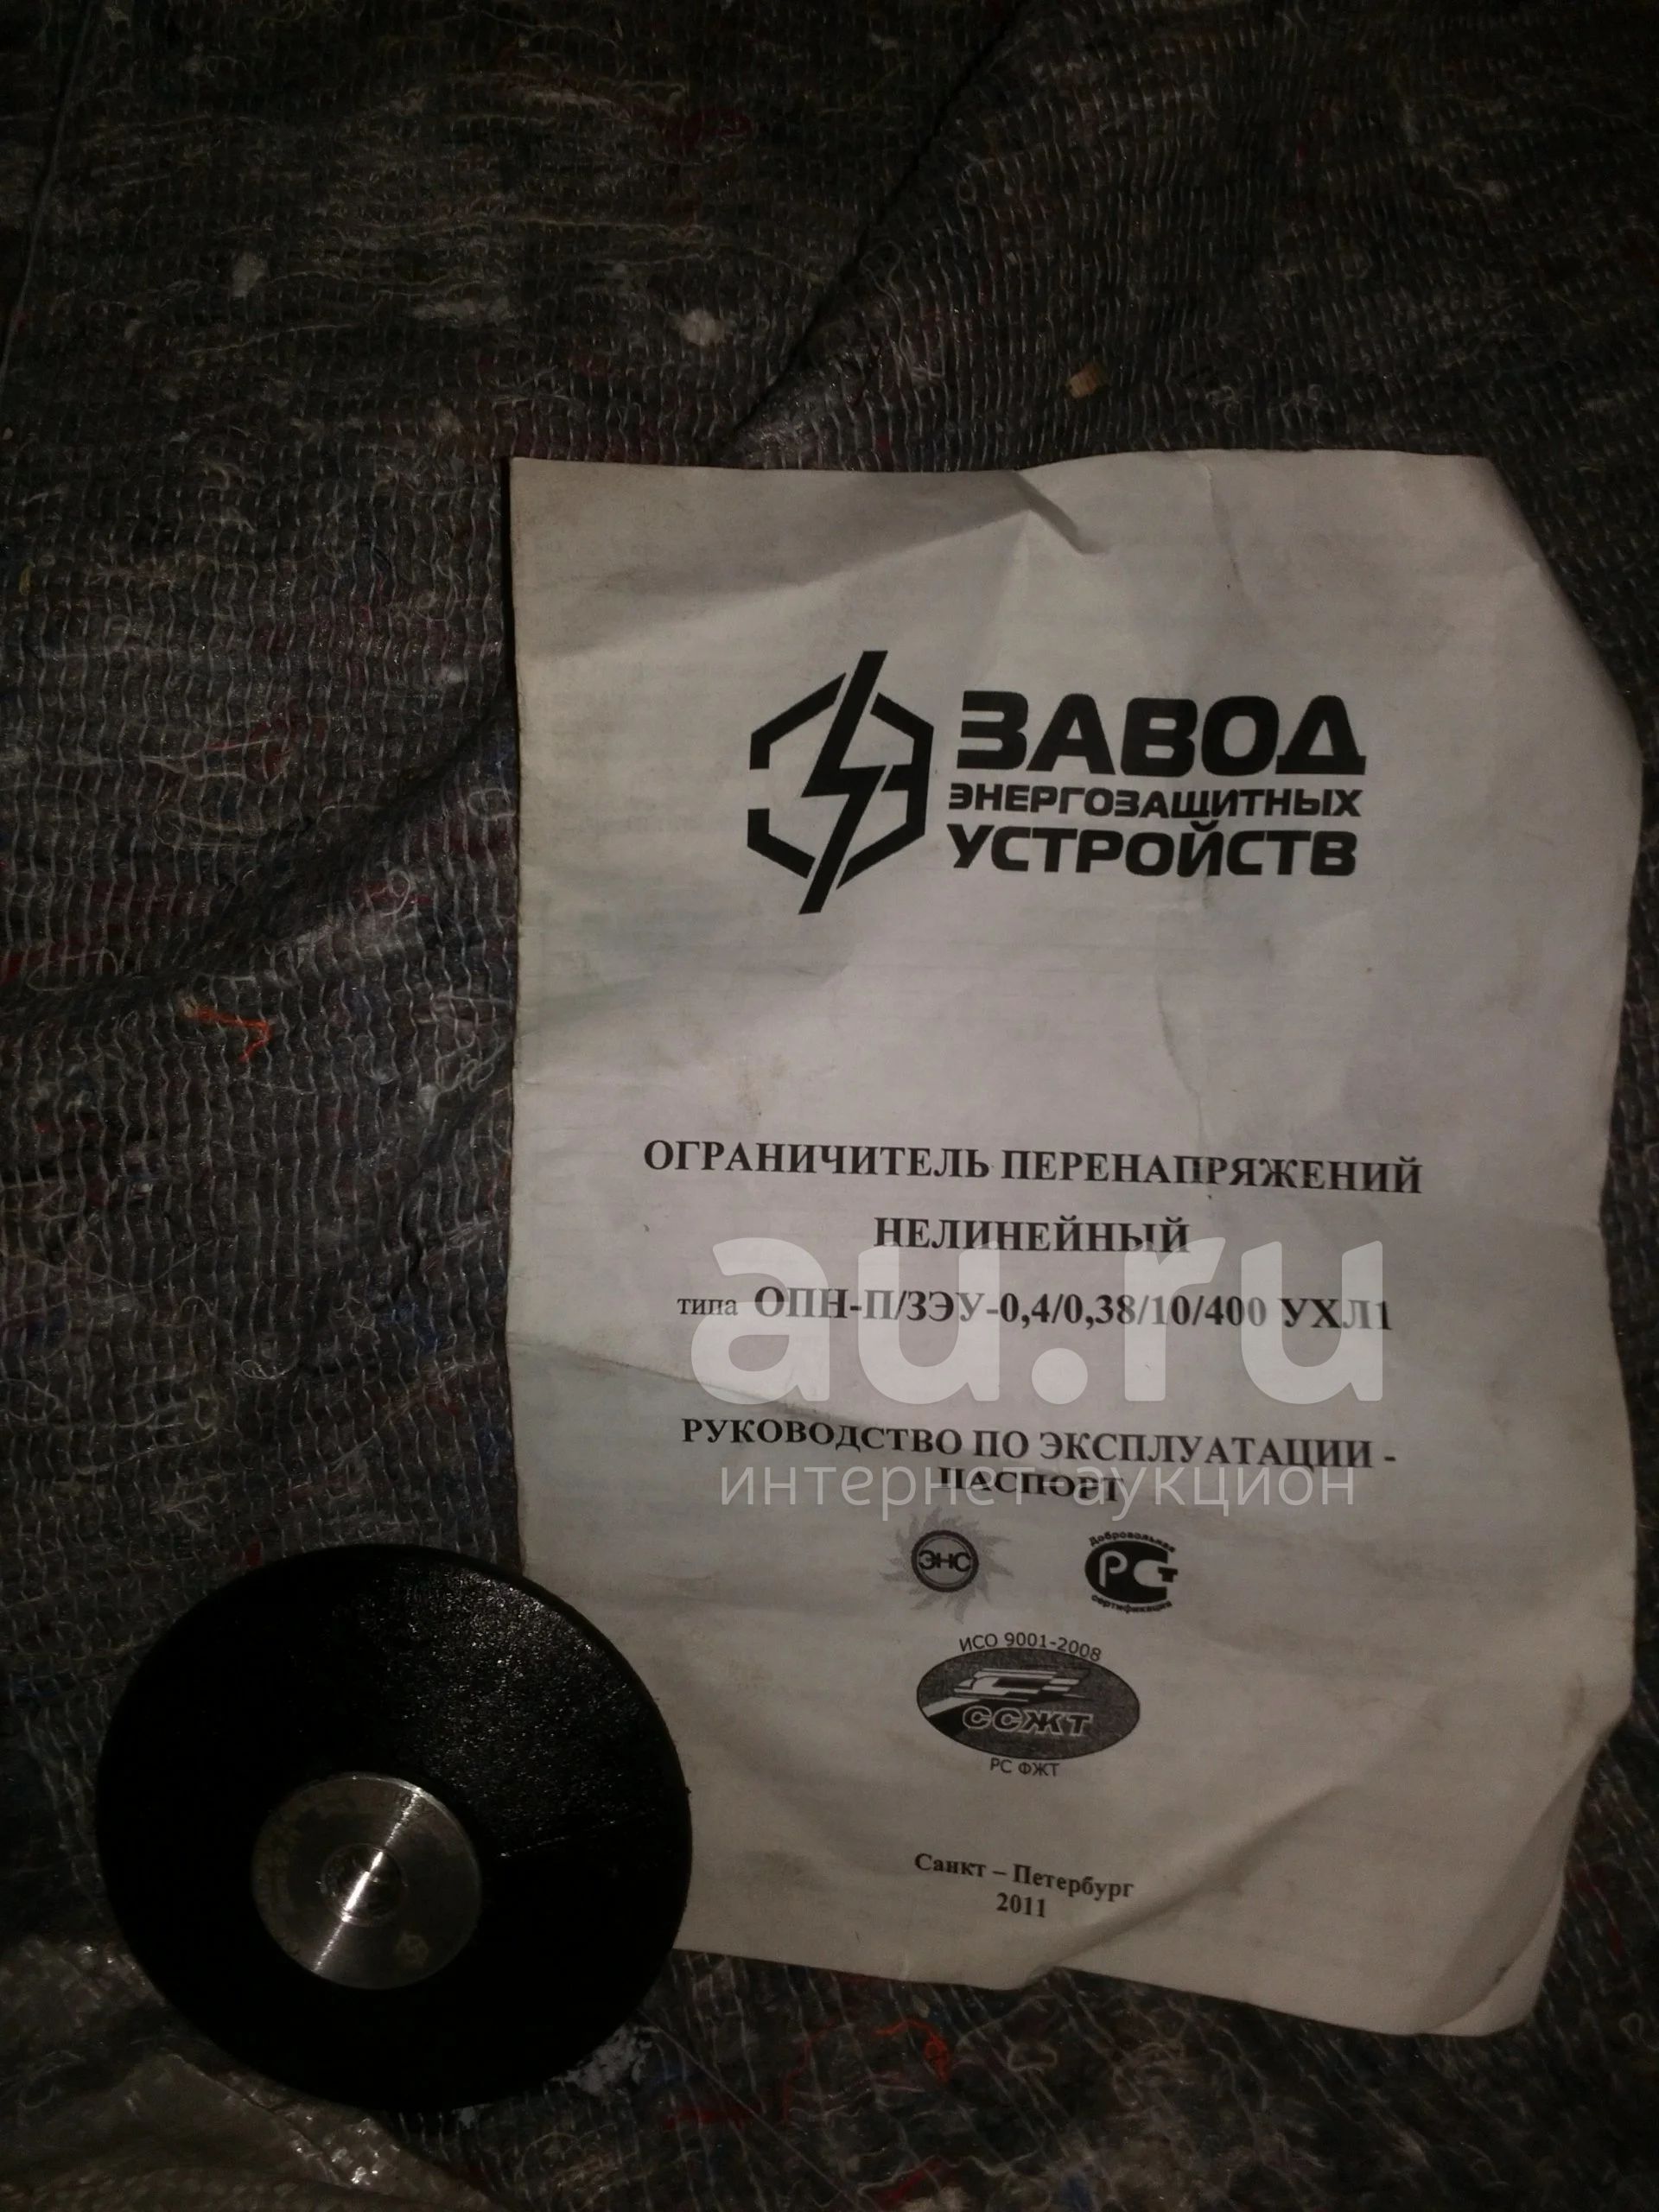 ЗАВОД
ЭНЕРГОЗАЩИТНЫХ
УСТРОЙСТВ
ОГРАНИЧИТЕЛЬ ПЕРЕНАПРЯЖЕНИЙ
НЕЛИНЕЙНЫЙ
типа ОПН-П/ЗЭУ-0,4/0,38/10/400 УХЛ1
au.ru
РУКОВОДСТВО ПО ЭКСПЛУАТАЦИИ -
ПАСПОРТ
интернет-аукцион
ЭНС
Добровольная
РСТ
сертификация
ИСО 9001-2008
ССЖТ
РС ФЖТ
Санкт – Петербург
2011